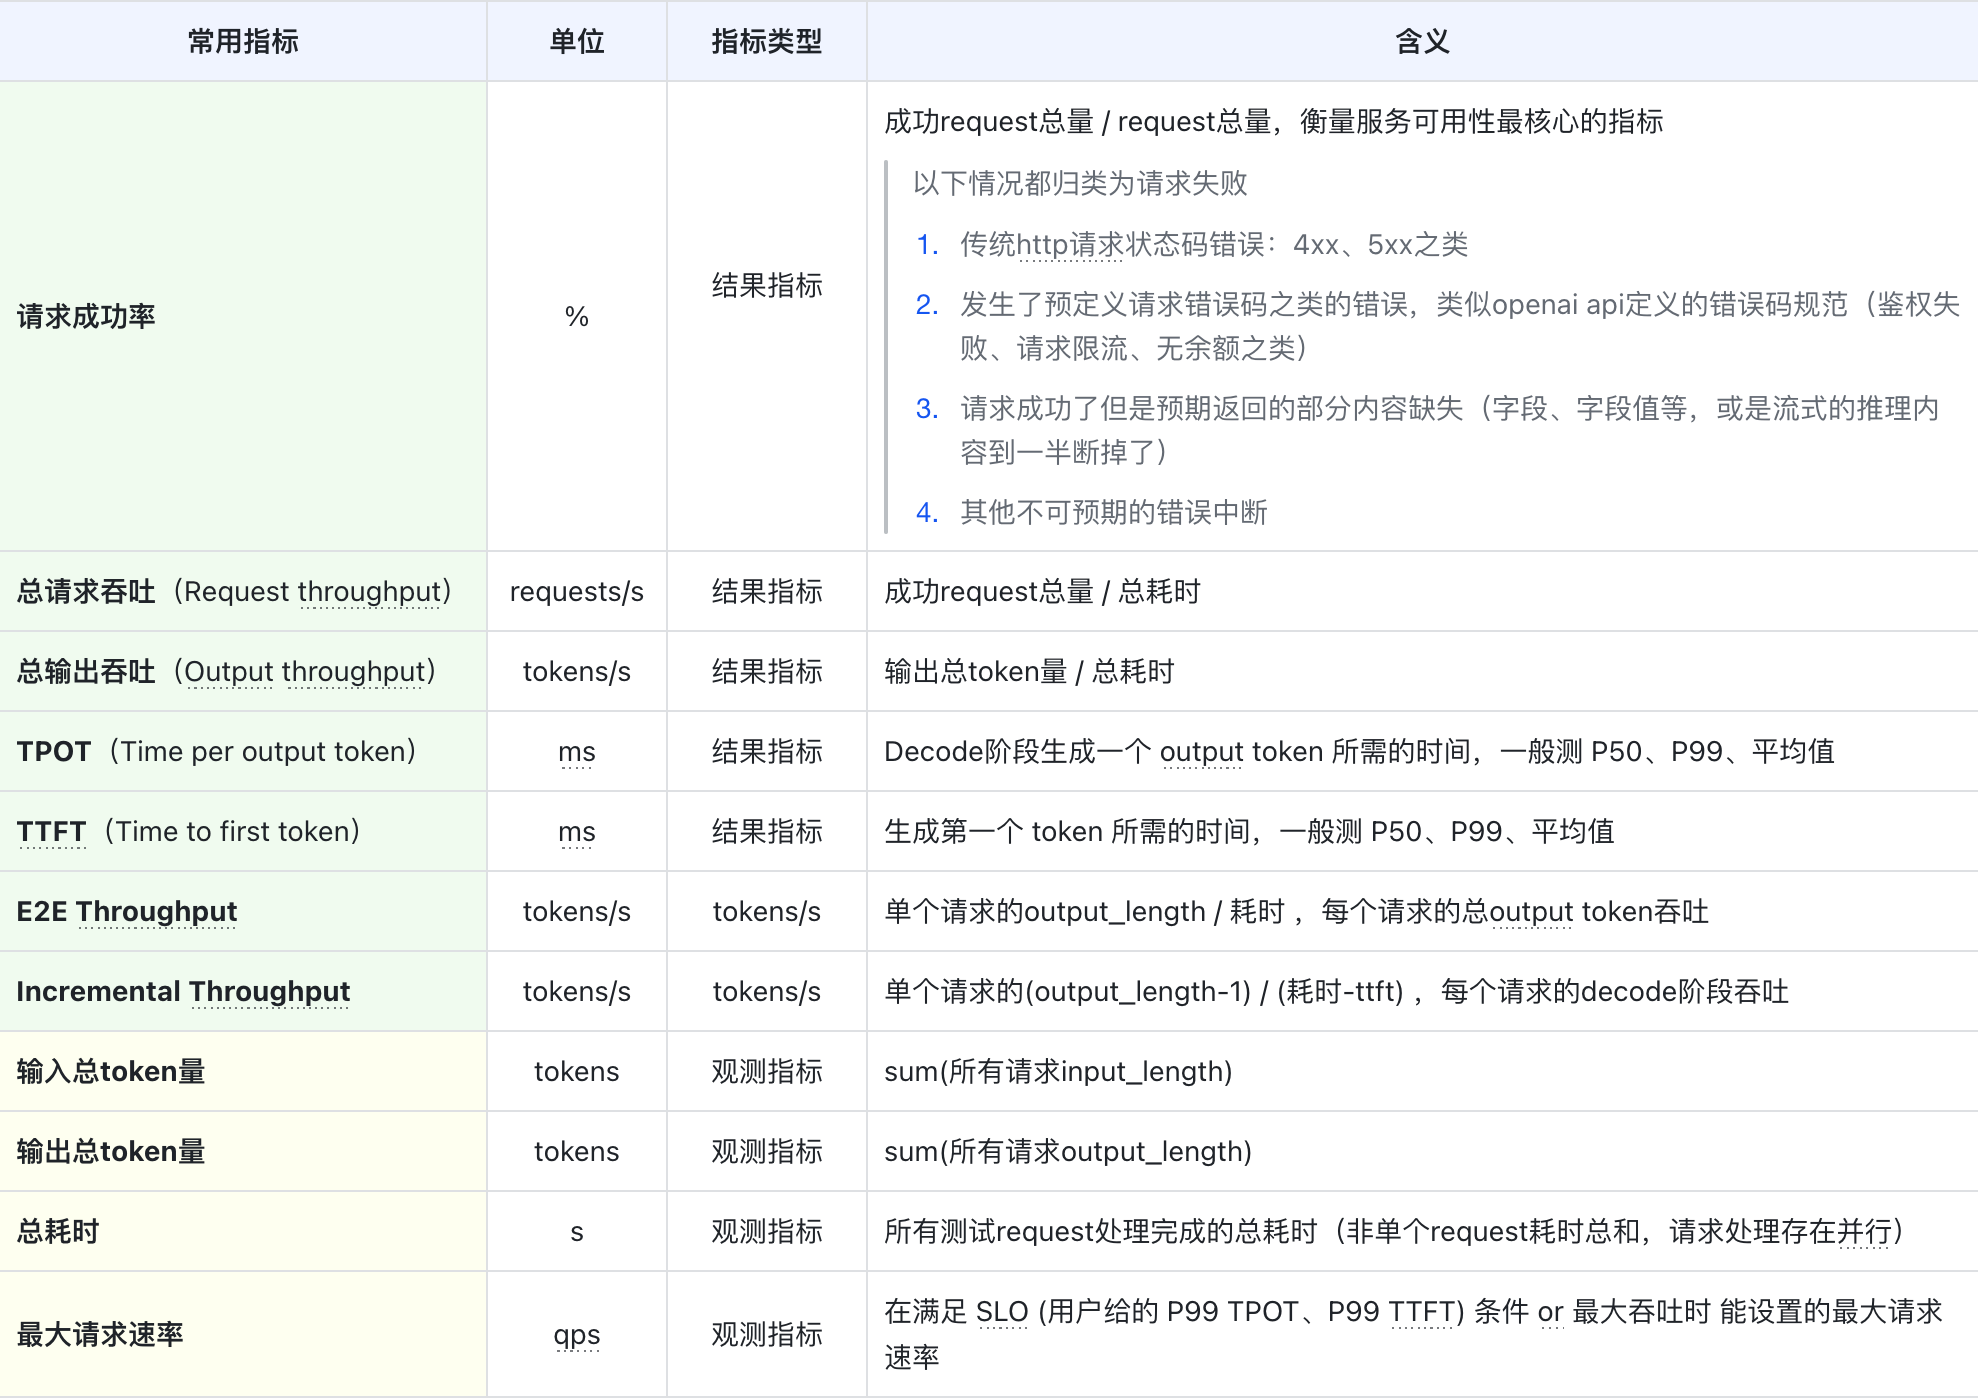 常用指标 单位 指标类型 含义
请求成功率 % 结果指标
成功request总量 / request总量，衡量服务可用性最核心的指标
以下情况都归类为请求失败
1. 传统http请求状态码错误：4xx、5xx之类
2. 发生了预定义请求错误码之类的错误，类似openai api定义的错误码规范（鉴权失
败、请求限流、无余额之类）
3. 请求成功了但是预期返回的部分内容缺失（字段、字段值等，或是流式的推理内
容到一半断掉了）
4. 其他不可预期的错误中断
总请求吞吐（Request throughput） requests/s 结果指标 成功request总量 / 总耗时
总输出吞吐（Output throughput） tokens/s 结果指标 输出总token量 / 总耗时
TPOT（Time per output token） ms 结果指标 Decode阶段生成一个 output token 所需的时间，一般测 P50、P99、平均值
TTFT（Time to first token） ms 结果指标 生成第一个 token 所需的时间，一般测 P50、P99、平均值
E2E Throughput tokens/s tokens/s 单个请求的output_length / 耗时 ，每个请求的总output token吞吐
Incremental Throughput tokens/s tokens/s 单个请求的(output_length-1) / (耗时-ttft) ，每个请求的decode阶段吞吐
输入总token量 tokens 观测指标 sum(所有请求input_length)
输出总token量 tokens 观测指标 sum(所有请求output_length)
总耗时 s 观测指标 所有测试request处理完成的总耗时（非单个request耗时总和，请求处理存在并行）
最大请求速率 qps 观测指标 在满足 SLO (用户给的 P99 TPOT、P99 TTFT) 条件 or 最大吞吐时 能设置的最大请求
速率